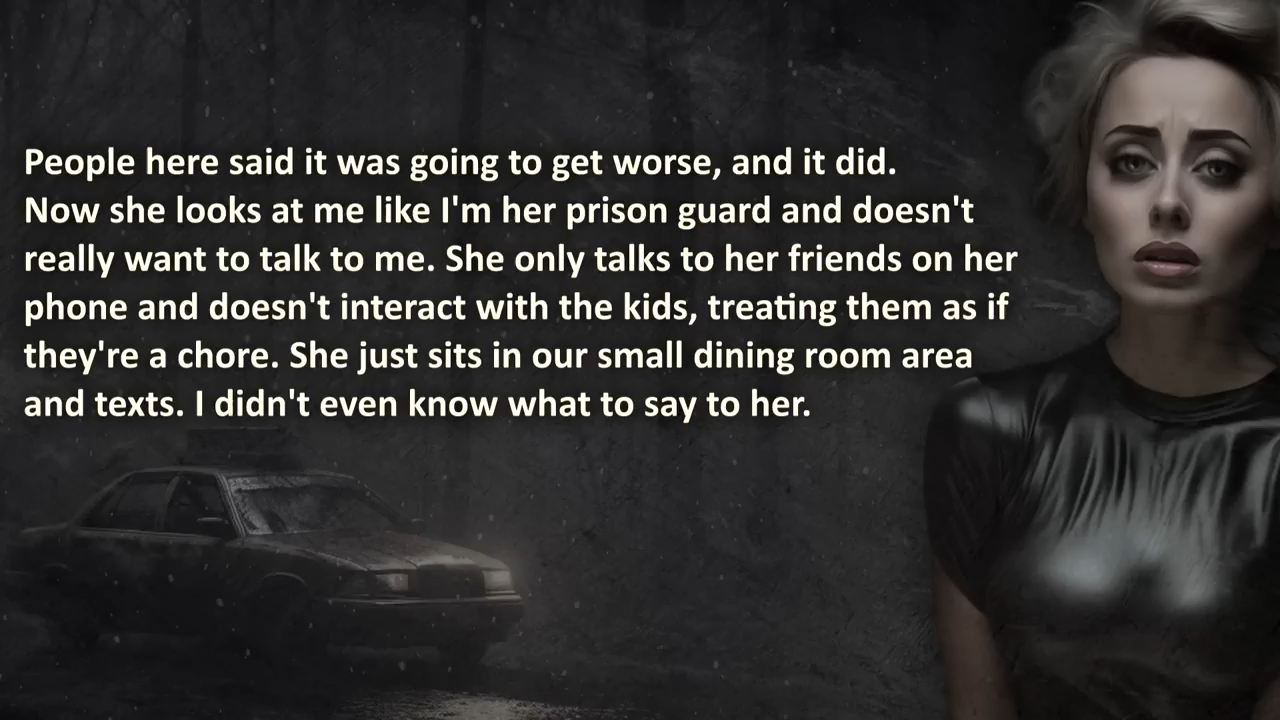 People here said it was going to get worse, and it did.
Now she looks at me like I'm her prison guard and doesn't
really want to talk to me. She only talks to her friends on her
phone and doesn't interact with the kids, treating them as if
they're a chore. She just sits in our small dining room area
and texts. I didn't even know what to say to her.